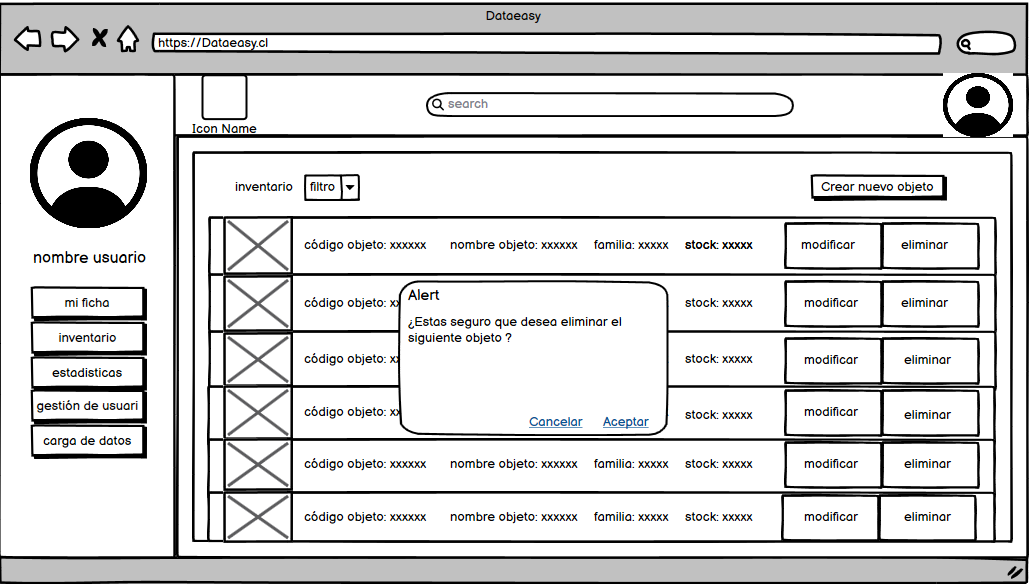 Dataeasy
https://Dataeasy.cl
Icon Name
search
nombre usuario
mi ficha
inventario
estadisticas
gestión de usuari
carga de datos
inventario
filtro
Crear nuevo objeto
código objeto: xxxxxx nombre objeto: xxxxxx familia: xxxxx stock: xxxxx modificar eliminar
código objeto: xx stock: xxxxx modificar eliminar
código objeto: xx stock: xxxxx modificar eliminar
código objeto: xx stock: xxxxx modificar eliminar
código objeto: xxxxxx nombre objeto: xxxxxx familia: xxxxx stock: xxxxx modificar eliminar
código objeto: xxxxxx nombre objeto: xxxxxx familia: xxxxx stock: xxxxx modificar eliminar
Alert
¿Estas seguro que desea eliminar el
siguiente objeto ?
Cancelar Aceptar